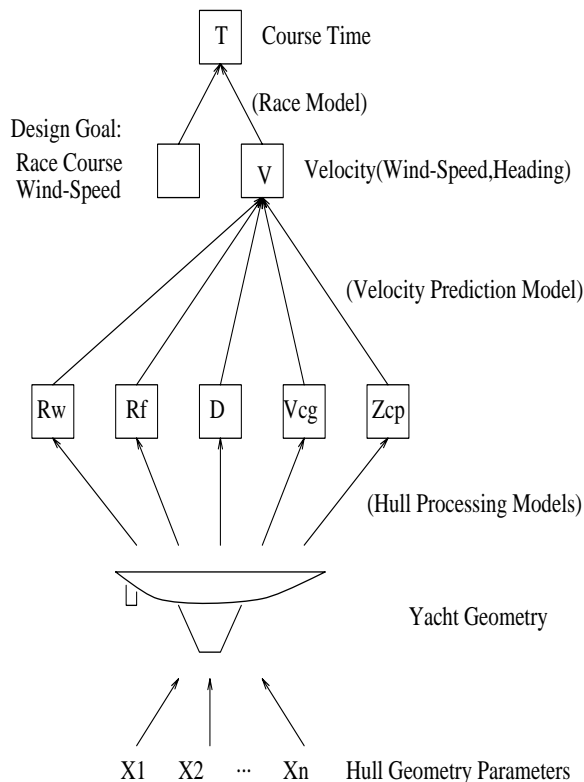 T Course Time
(Race Model)
Design Goal:
Race Course
Wind-Speed
V Velocity(Wind-Speed,Heading)
(Velocity Prediction Model)
Rw Rf D Vcg Zcp
(Hull Processing Models)
Yacht Geometry
X1 X2 ... Xn Hull Geometry Parameters